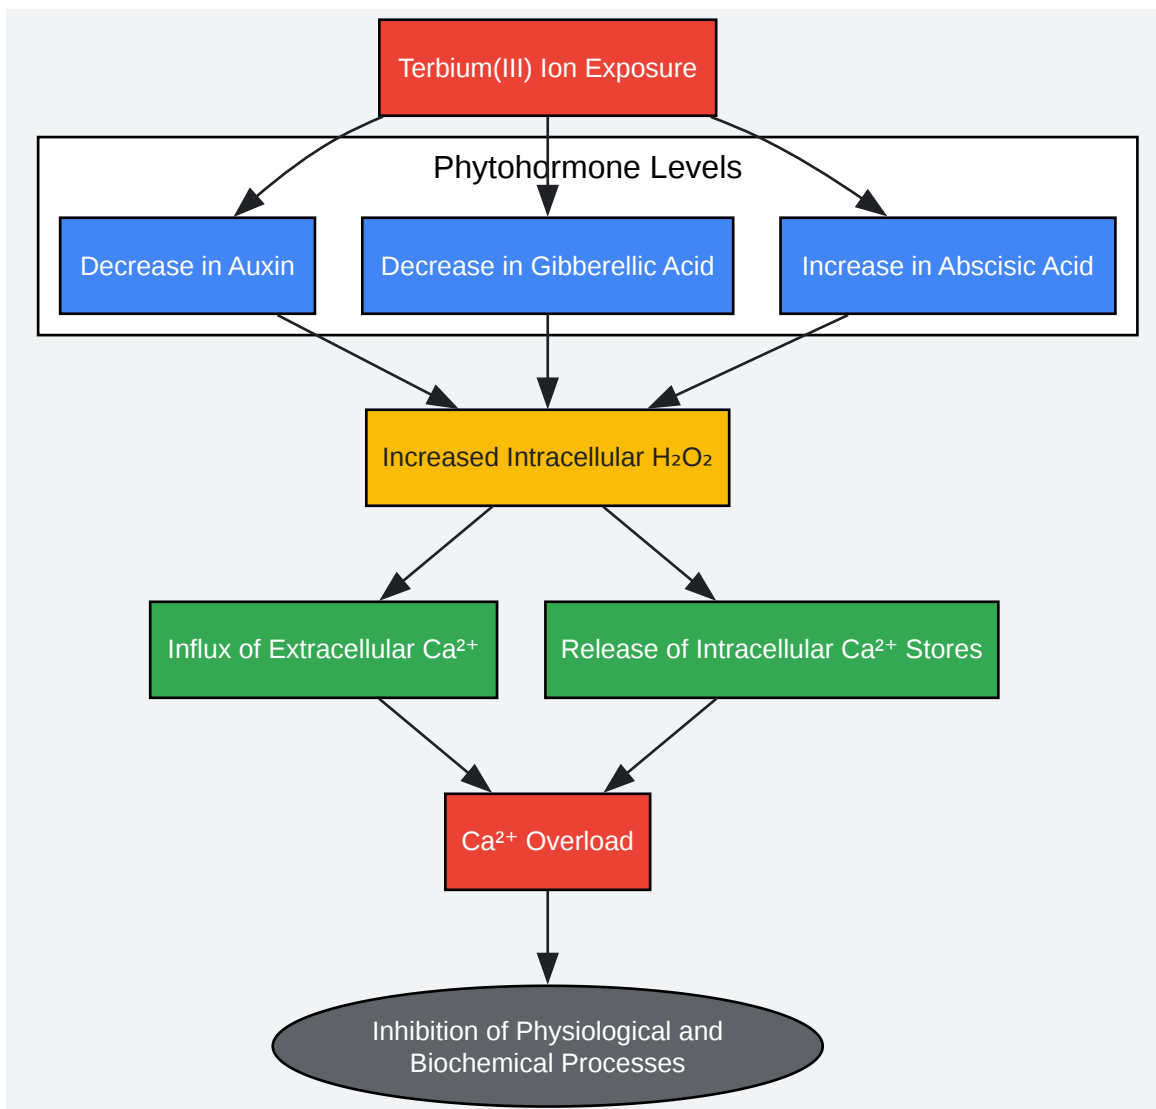 Terbium(III) Ion Exposure
Phytohormone Levels
Decrease in Auxin
Decrease in Gibberellic Acid
Increase in Abscisic Acid
Increased Intracellular H₂O₂
Influx of Extracellular Ca²⁺
Release of Intracellular Ca²⁺ Stores
Ca²⁺ Overload
Inhibition of Physiological and
Biochemical Processes